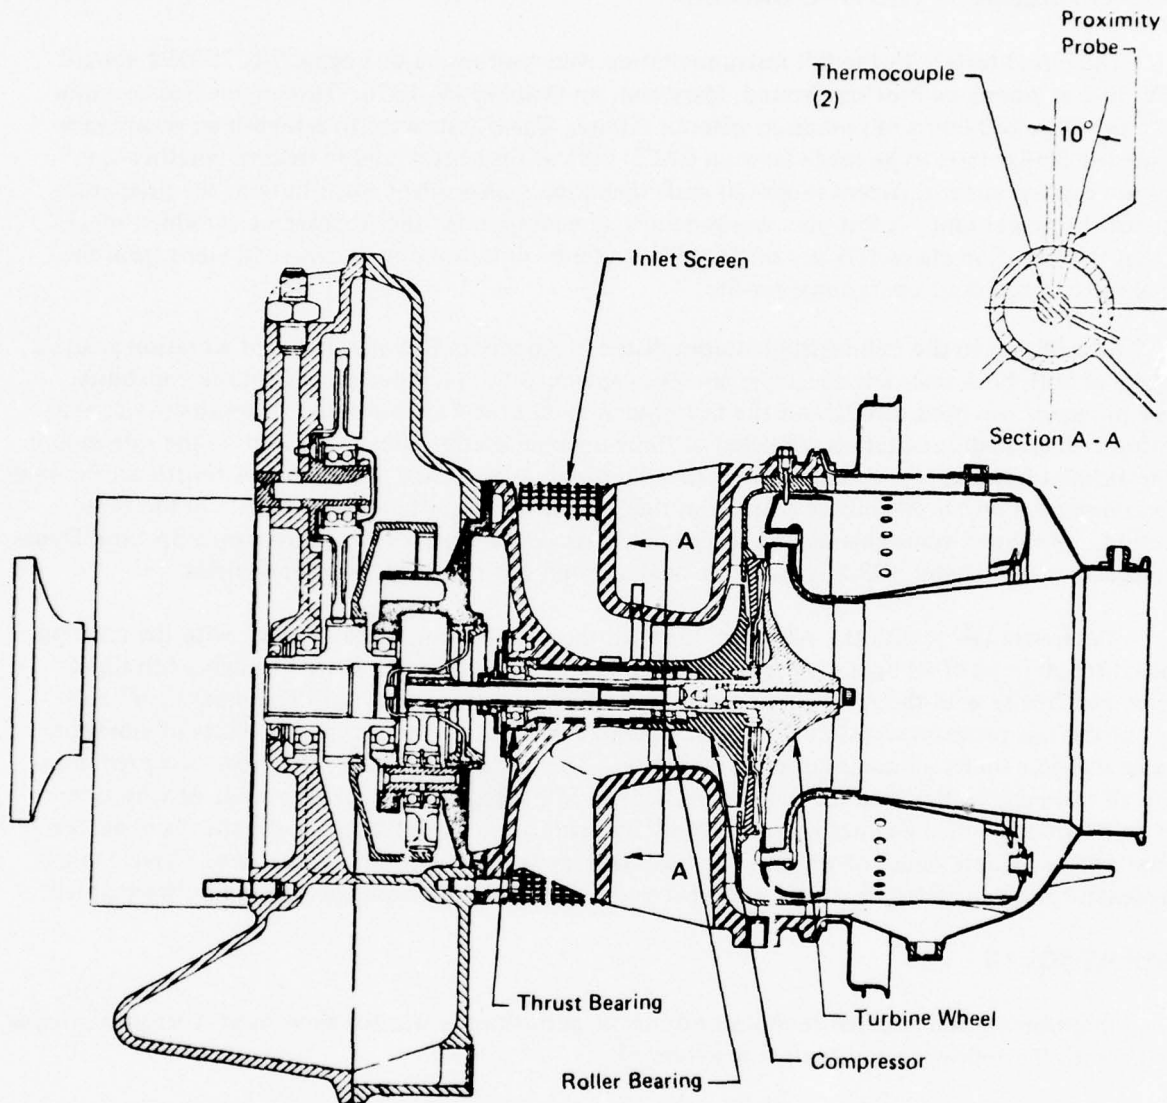 Proximity
Probe
Thermocouple
(2)
10°
Inlet Screen
Section A - A
A
A
Thrust Bearing
Turbine Wheel
Compressor
Roller Bearing